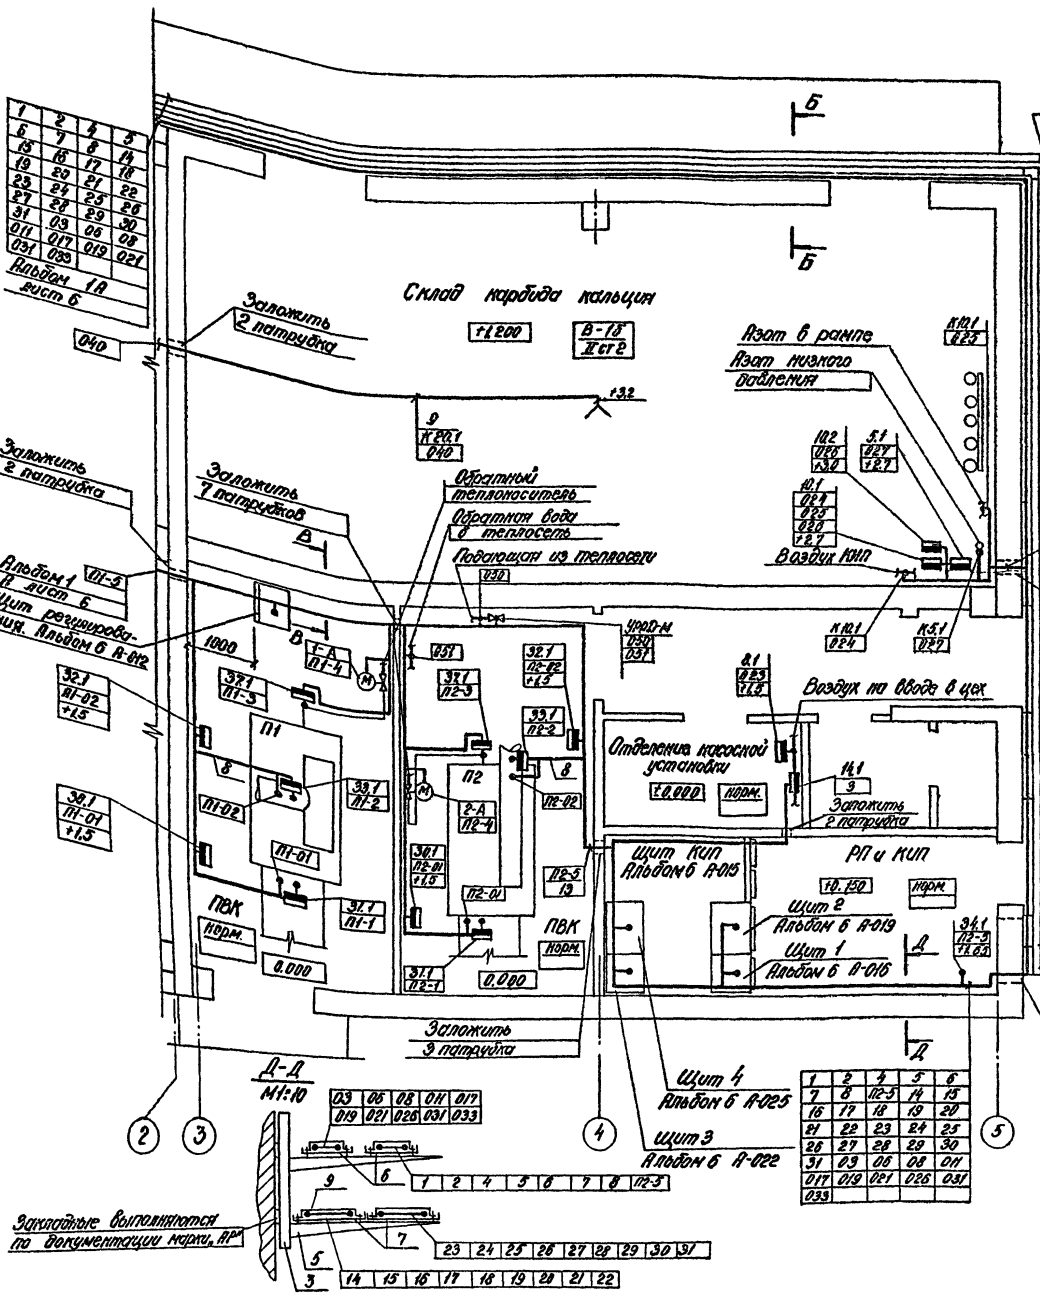 Б
1 2 4 5
6 7 8 14
15 16 17 18
19 20 21 22
23 24 25 26
27 28 29 30
31 03 06 08
011 017 019 021
031 033
Альбом 1А
лист 6
Б
Склад карбида кальция
+1.200
В-1б
II ст 2
Заложить
2 патрубка
040
Азот в рампе
Азот низкого
давления
К10.1
025
+3.2
9
К20.1
040
10.2
026
+3.0
5.1
027
+2.7
10.1
024
025
026
+2.7
Заложить
2 патрубка
Заложить
7 патрубков
Обратный
теплоноситель
Обратная вода
в теплосеть
Подающая из теплосети
050
Воздух КИП
В
Альбом 1
А лист 6
П1-5
Щит регулирова-
ния. Альбом 6 А-012
В
1000
1-А
П1-4
М
051
УРОД-М
050
051
К10.1
024
К5.1
027
32.1
П1-02
+1.5
32.1
П1-3
32.1
П2-3
32.1
П2-02
+1.5
8.1
023
+1.5
Воздух на вводе в цех
33.1
П2-2
П1
8
33.1
П1-2
П1-02
П2
8
П2-02
М
2-А
П2-4
Отделение насосной
установки
±0.000
норм.
14.1
9
Заложить
2 патрубка
30.1
П1-01
+1.5
П1-01
30.1
П2-01
+1.5
П2-01
П2-5
13
Щит КИП
Альбом 6 А-015
РП и КИП
+0.150
норм
ПВК
норм.
31.1
П1-1
0.000
ПВК
норм.
31.1
П2-1
0.000
Щит 2
Альбом 6 А-019
Щит 1
Альбом 6 А-016
34.1
П2-5
Д
Заложить
3 патрубка
Д
Д-Д
М1:10
03 06 08 011 017
019 021 026 031 033
Щит 4
Альбом 6 А-025
Щит 3
Альбом 6 А-022
1 2 4 5 6
7 8 П2-5 14 15
16 17 18 19 20
21 22 23 24 25
26 27 28 29 30
31 03 06 08 011
017 019 021 026 031
033
2
3
4
5
6
1 2 4 5 6 7 8 П2-5
9
7
23 24 25 26 27 28 29 30 31
Закладные выполняются
по документации марки "АР"
5
3
14 15 16 17 18 19 20 21 22